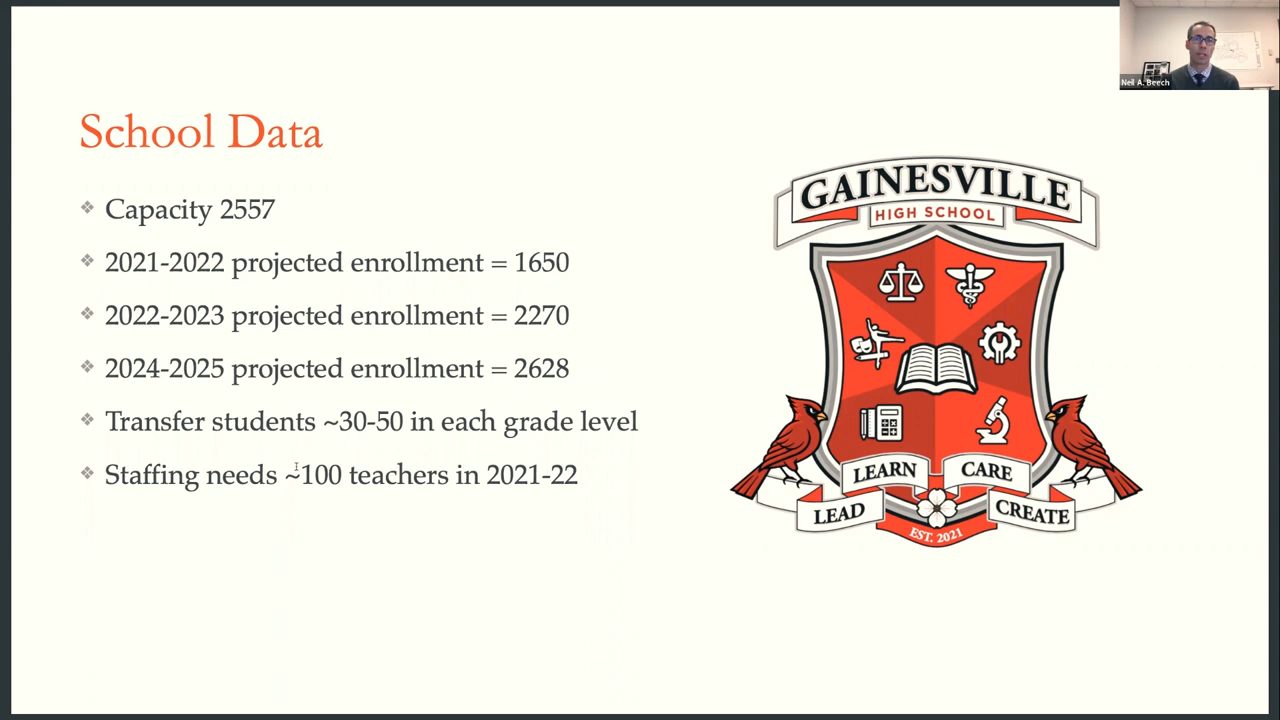 Neil A. Beech
School Data
Capacity 2557
2021-2022 projected enrollment = 1650
2022-2023 projected enrollment = 2270
2024-2025 projected enrollment = 2628
Transfer students ~30-50 in each grade level
Staffing needs ~100 teachers in 2021-22
GAINESVILLE
HIGH SCHOOL
LEARN CARE
LEAD CREATE
EST. 2021